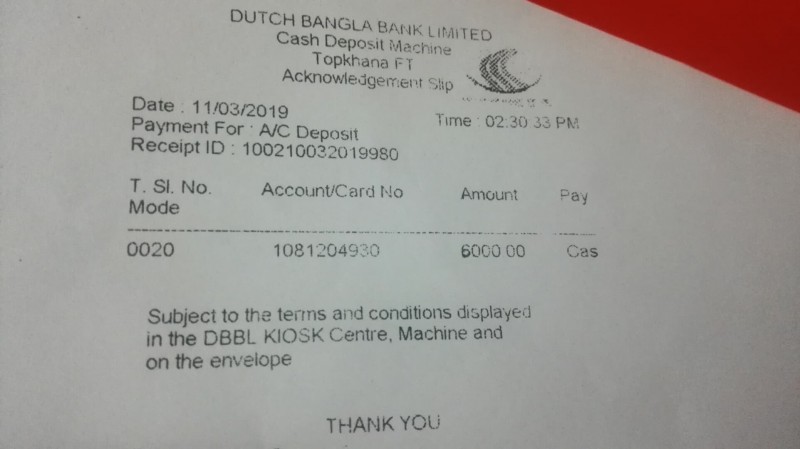 DUTCH BANGLA BANK LIMITED
Cash Deposit Machine
Topkhana FT
Acknowledgement Slip
Date : 11/03/2019 Time : 02:30:33 PM
Payment For : A/C Deposit
Receipt ID : 100210032019980
T. Sl. No. Account/Card No Amount Pay
Mode
0020 1081204930 6000.00 Cas
Subject to the terms and conditions displayed
in the DBBL KIOSK Centre, Machine and
on the envelope
THANK YOU